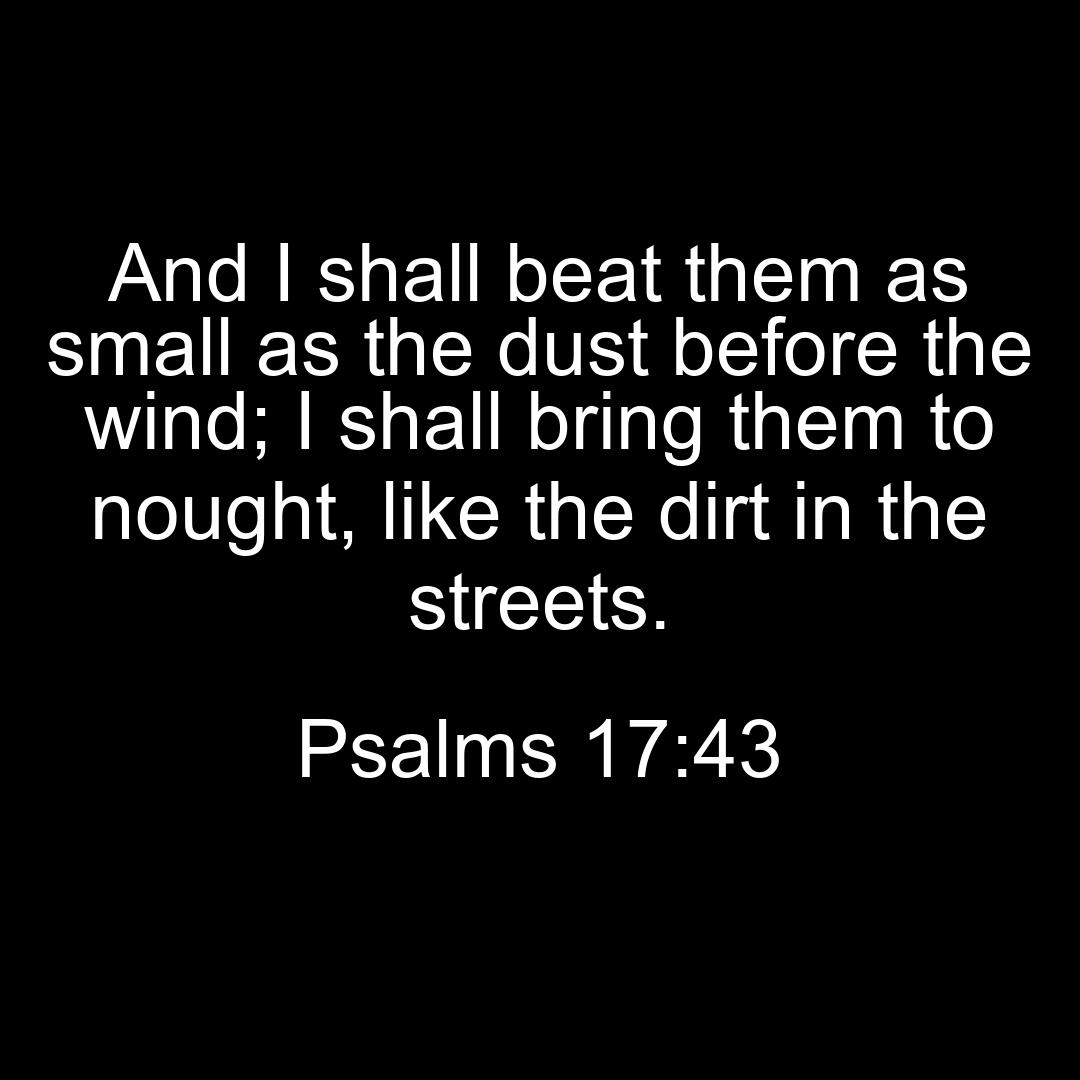 And I shall beat them as
small as the dust before the
wind; I shall bring them to
nought, like the dirt in the
streets.
Psalms 17:43